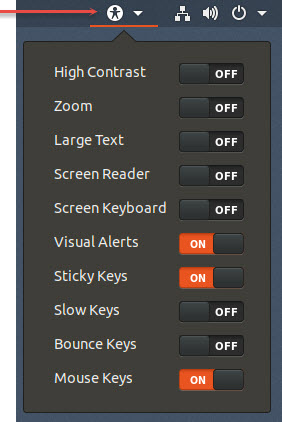 High Contrast OFF
Zoom OFF
Large Text OFF
Screen Reader OFF
Screen Keyboard OFF
Visual Alerts ON
Sticky Keys ON
Slow Keys OFF
Bounce Keys OFF
Mouse Keys ON